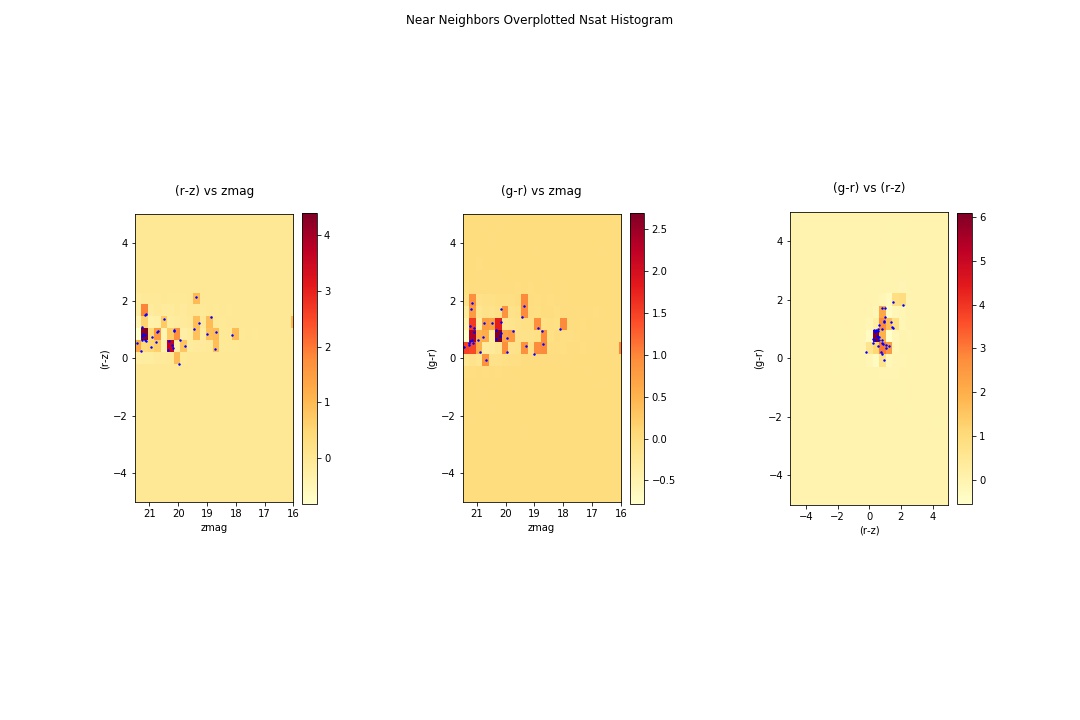 Near Neighbors Overplotted Nsat Histogram
(r-z) vs zmag
(r-z)
4
2
0
−2
−4
21 20 19 18 17 16
zmag
4
3
2
1
0
(g-r) vs zmag
(g-r)
4
2
0
−2
−4
21 20 19 18 17 16
zmag
2.5
2.0
1.5
1.0
0.5
0.0
−0.5
(g-r) vs (r-z)
(g-r)
4
2
0
−2
−4
−4 −2 0 2 4
(r-z)
6
5
4
3
2
1
0